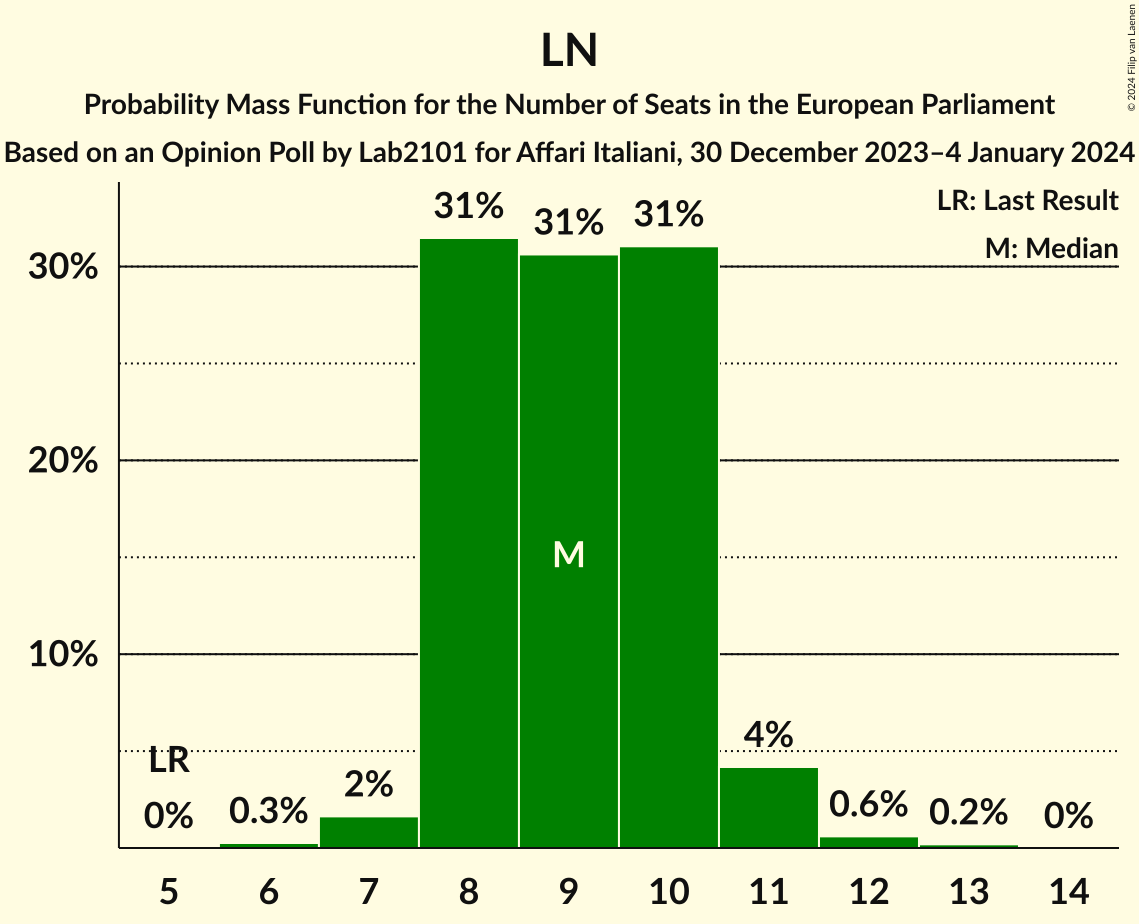 LN
Probability Mass Function for the Number of Seats in the European Parliament
Based on an Opinion Poll by Lab2101 for Affari Italiani, 30 December 2023–4 January 2024
© 2024 Filip van Laenen
LR: Last Result
M: Median
30%
20%
10%
31%
31%
31%
M
LR
0%
0.3%
2%
4%
0.6%
0.2%
0%
5 6 7 8 9 10 11 12 13 14